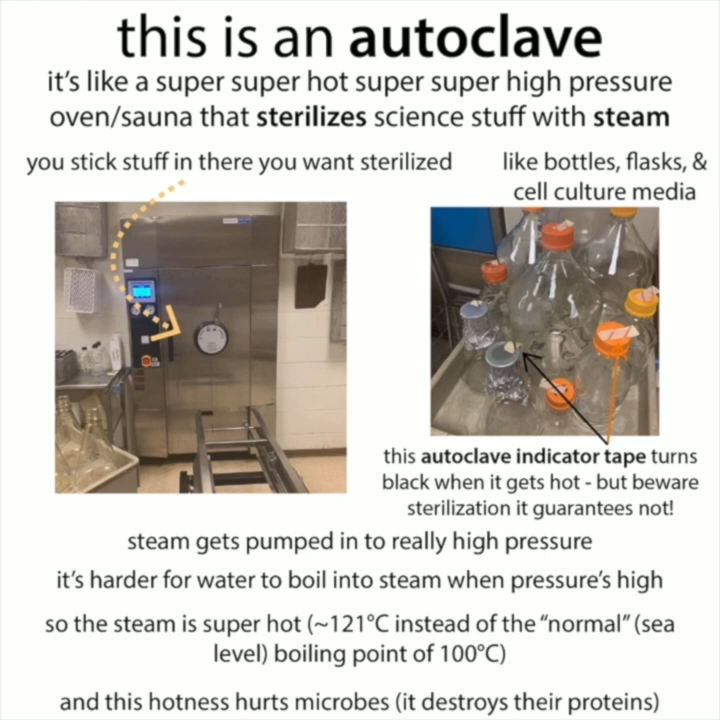 this is an autoclave
it's like a super super hot super super high pressure
oven/sauna that sterilizes science stuff with steam
you stick stuff in there you want sterilized
like bottles, flasks, &
cell culture media
this autoclave indicator tape turns
black when it gets hot - but beware
sterilization it guarantees not!
steam gets pumped in to really high pressure
it's harder for water to boil into steam when pressure's high
so the steam is super hot (~121°C instead of the "normal" (sea
level) boiling point of 100°C)
and this hotness hurts microbes (it destroys their proteins)